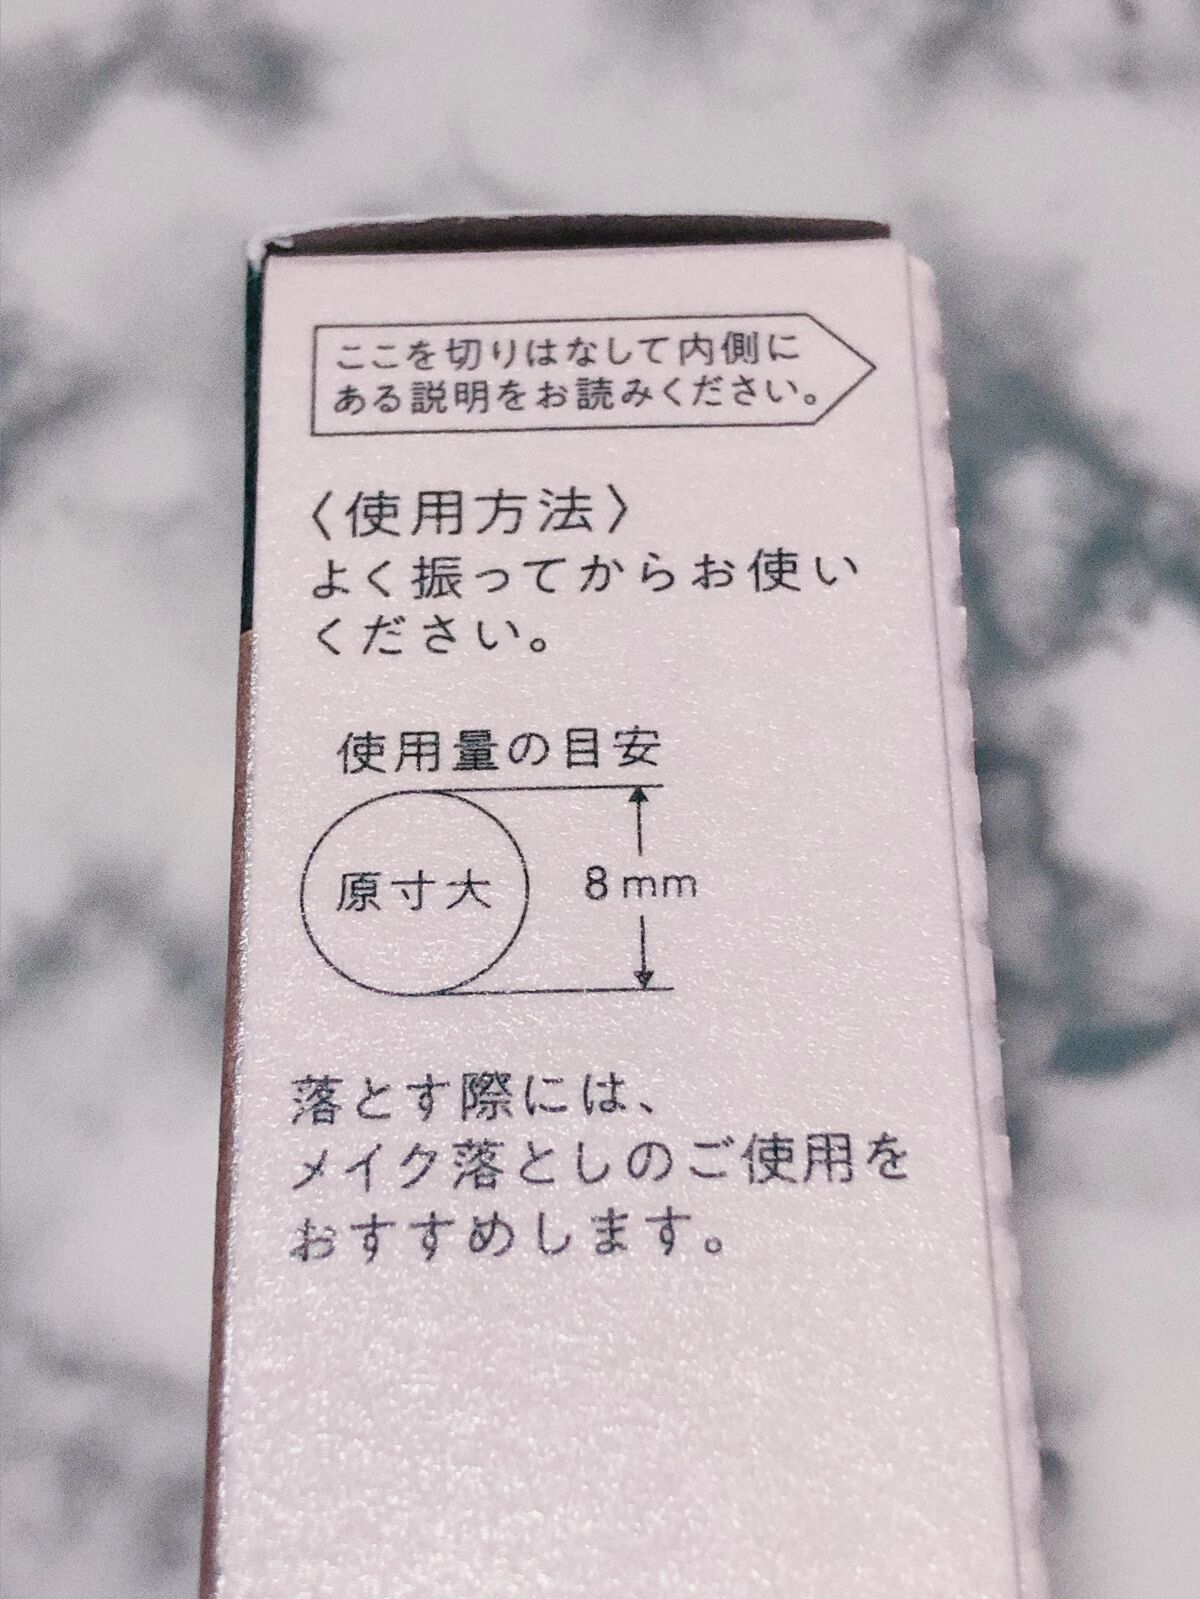 ここを切りはなして内側に
ある説明をお読みください。
〈使用方法〉
よく振ってからお使い
ください。
使用量の目安
原寸大
8mm
落とす際には、
メイク落としのご使用を
おすすめします。